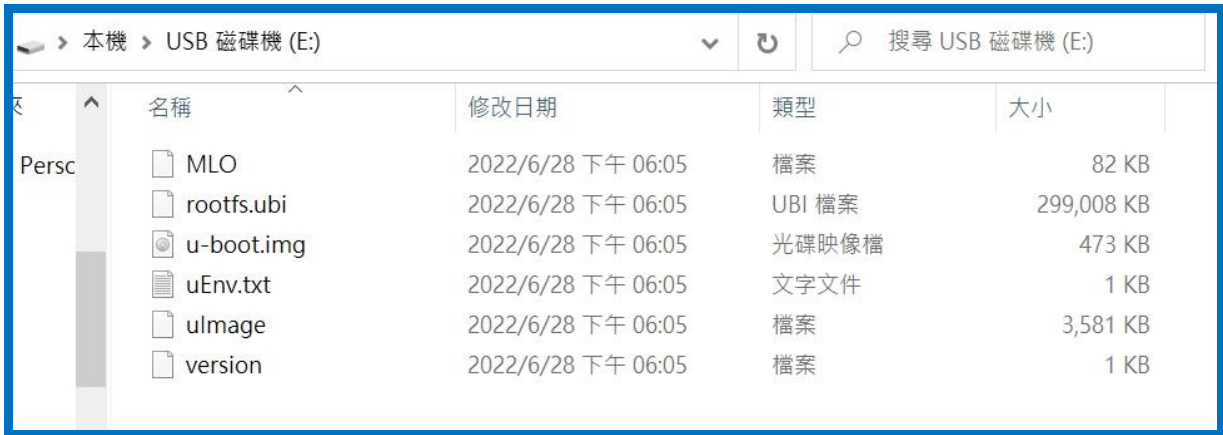 本機 > USB 磁碟機 (E:) 搜尋 USB 磁碟機 (E:)
名稱 修改日期 類型 大小
Persc
MLO 2022/6/28 下午 06:05 檔案 82 KB
rootfs.ubi 2022/6/28 下午 06:05 UBI 檔案 299,008 KB
u-boot.img 2022/6/28 下午 06:05 光碟映像檔 473 KB
uEnv.txt 2022/6/28 下午 06:05 文字文件 1 KB
uImage 2022/6/28 下午 06:05 檔案 3,581 KB
version 2022/6/28 下午 06:05 檔案 1 KB